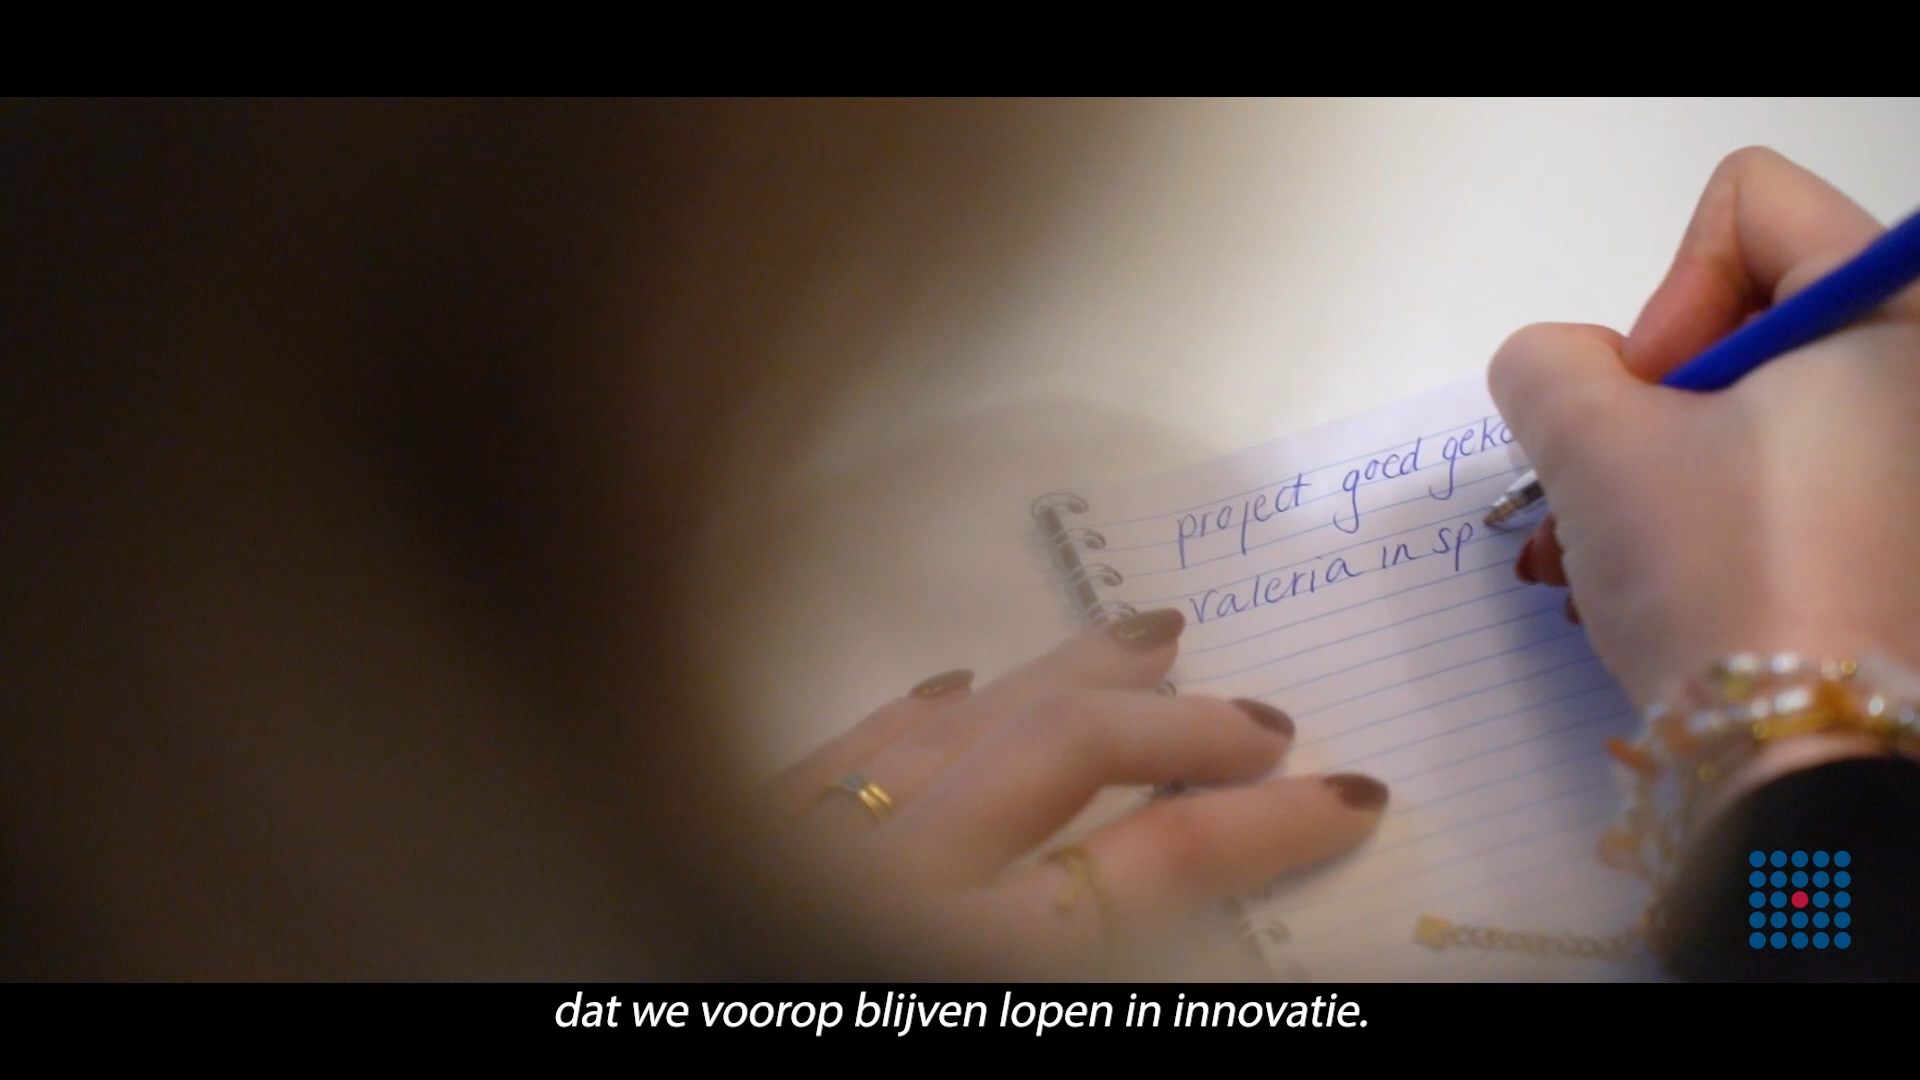 project goed gek
valeria in sp
dat we voorop blijven lopen in innovatie.